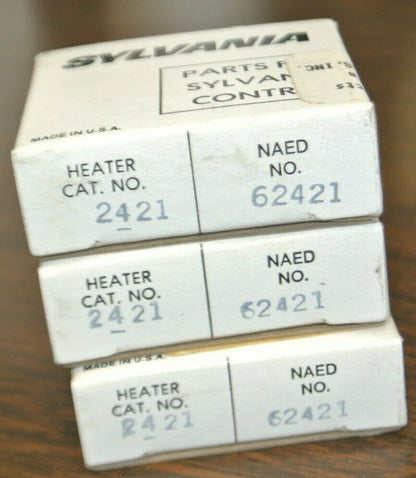 SYLVANIA
PARTS F
SYLVAN
CONT
MADE IN U.S.A.
HEATER
CAT. NO.
2421
NAED
NO.
62421
HEATER
CAT. NO.
2421
NAED
NO.
62421
MADE IN U.S.A.
HEATER
CAT. NO.
2421
NAED
NO.
62421